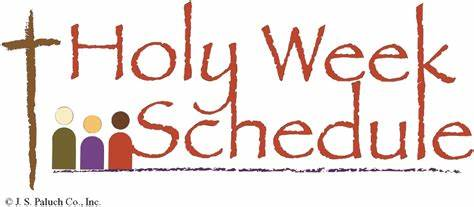 Holy Week
Schedule
© J. S. Paluch Co., Inc.